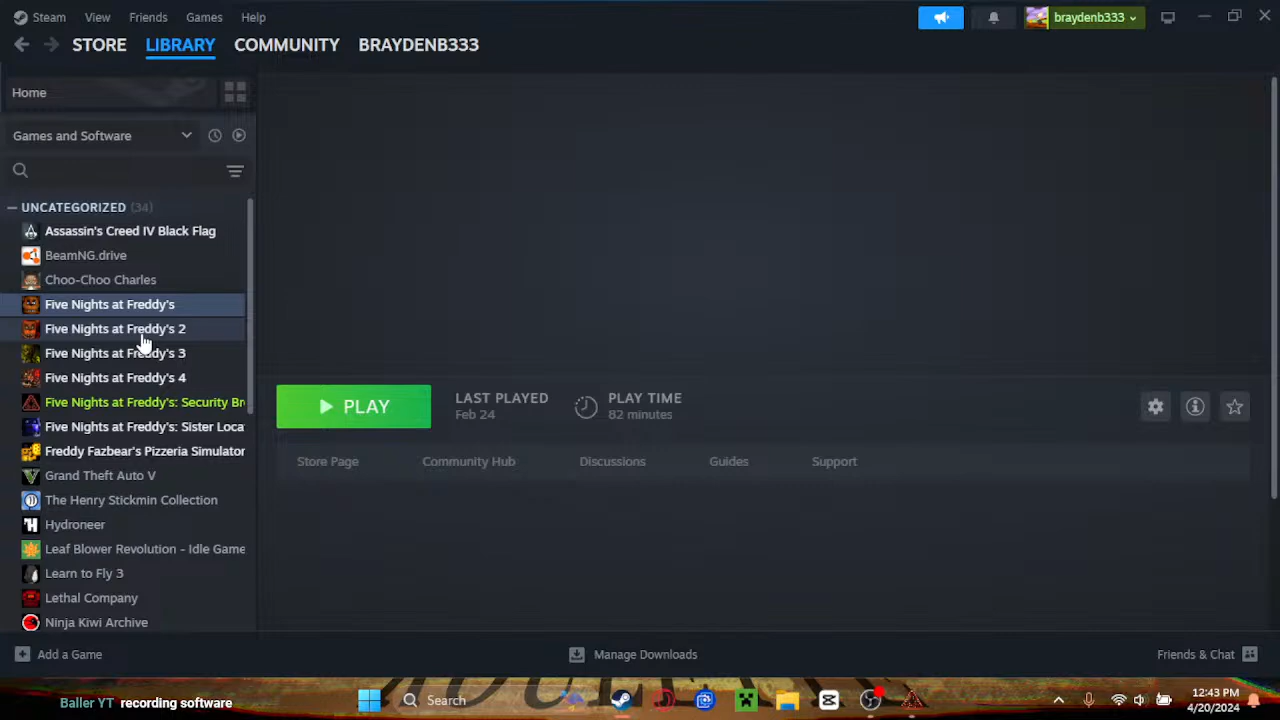 Steam View Friends Games Help braydenb333
STORE LIBRARY COMMUNITY BRAYDENB333
Home
Games and Software
UNCATEGORIZED (34)
Assassin's Creed IV Black Flag
BeamNG.drive
Choo-Choo Charles
Five Nights at Freddy's
Five Nights at Freddy's 2
Five Nights at Freddy's 3
Five Nights at Freddy's 4
Five Nights at Freddy's: Security Br
Five Nights at Freddy's: Sister Loca
Freddy Fazbear's Pizzeria Simulator
Grand Theft Auto V
The Henry Stickmin Collection
Hydroneer
Leaf Blower Revolution - Idle Game
Learn to Fly 3
Lethal Company
Ninja Kiwi Archive
PLAY
LAST PLAYED
Feb 24
PLAY TIME
82 minutes
Store Page Community Hub Discussions Guides Support
Add a Game Manage Downloads Friends & Chat
Baller YT recording software
Search
12:43 PM
4/20/2024